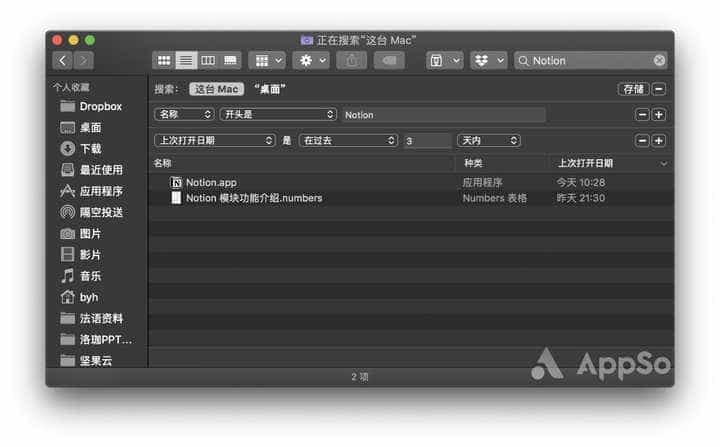 正在搜索“这台 Mac”
Notion
个人收藏
Dropbox
桌面
下载
最近使用
应用程序
隔空投送
图片
影片
音乐
byh
法语资料
洛珈PPT...
坚果云
搜索： 这台 Mac “桌面” 存储
名称 开头是 Notion
上次打开日期 是 在过去 3 天内
名称 种类 上次打开日期
Notion.app 应用程序 今天 10:28
Notion 模块功能介绍.numbers Numbers 表格 昨天 21:30
2 项
AppSo